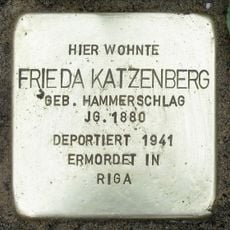 HIER WOHNTE
FRIEDA KATZENBERG
GEB. HAMMERSCHLAG
JG. 1880
DEPORTIERT 1941
ERMORDET IN
RIGA